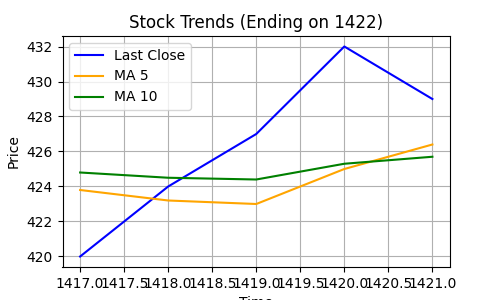 Stock Trends (Ending on 1422)
Last Close
MA 5
MA 10
Price
432
430
428
426
424
422
420
1417.0 1417.5 1418.0 1418.5 1419.0 1419.5 1420.0 1420.5 1421.0
Time